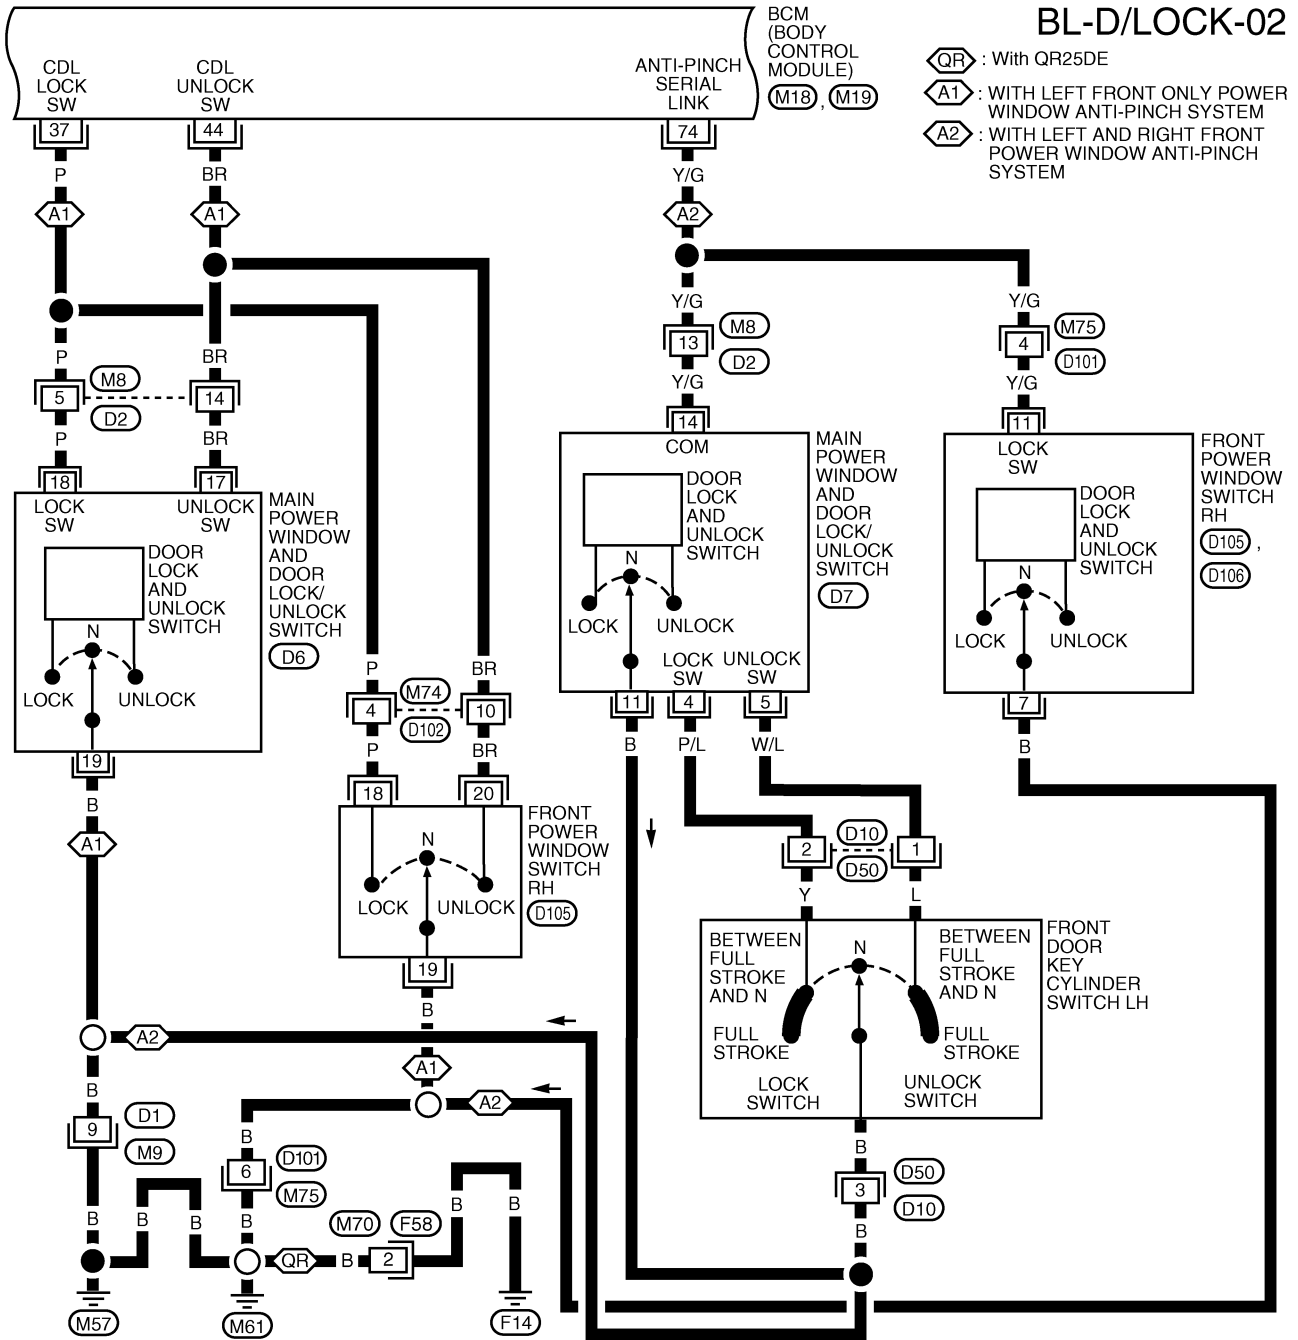 BL-D/LOCK-02
BCM
(BODY
CONTROL
MODULE)
M18 , M19
QR : With QR25DE
A1 : WITH LEFT FRONT ONLY POWER
WINDOW ANTI-PINCH SYSTEM
A2 : WITH LEFT AND RIGHT FRONT
POWER WINDOW ANTI-PINCH
SYSTEM
CDL
LOCK
SW
CDL
UNLOCK
SW
ANTI-PINCH
SERIAL
LINK
37
44
74
P
BR
Y/G
A1
A1
A2
Y/G
Y/G
13
M8
D2
4
M75
D101
Y/G
Y/G
P
BR
5
M8
D2
14
P
BR
18
17
14
11
LOCK
SW
UNLOCK
SW
DOOR
LOCK
AND
UNLOCK
SWITCH
N
LOCK
UNLOCK
19
MAIN
POWER
WINDOW
AND
DOOR
LOCK/
UNLOCK
SWITCH
D6
COM
DOOR
LOCK
AND
UNLOCK
SWITCH
N
LOCK
UNLOCK
LOCK
SW
UNLOCK
SW
11
4
5
MAIN
POWER
WINDOW
AND
DOOR
LOCK/
UNLOCK
SWITCH
D7
LOCK
SW
DOOR
LOCK
AND
UNLOCK
SWITCH
N
LOCK
UNLOCK
7
FRONT
POWER
WINDOW
SWITCH
RH
D105 ,
D106
P
BR
4
M74
D102
10
P
BR
18
20
N
LOCK
UNLOCK
19
FRONT
POWER
WINDOW
SWITCH
RH
D105
B
P/L
W/L
B
2
D10
D50
1
Y
L
BETWEEN
FULL
STROKE
AND N
N
BETWEEN
FULL
STROKE
AND N
FULL
STROKE
FULL
STROKE
LOCK
SWITCH
UNLOCK
SWITCH
FRONT
DOOR
KEY
CYLINDER
SWITCH LH
B
3
D50
D10
B
B
A1
A2
B
9
D1
M9
B
B
A1
A2
B
6
D101
M75
B
B
B
QR
B
M70
F58
2
B
B
M57
M61
F14